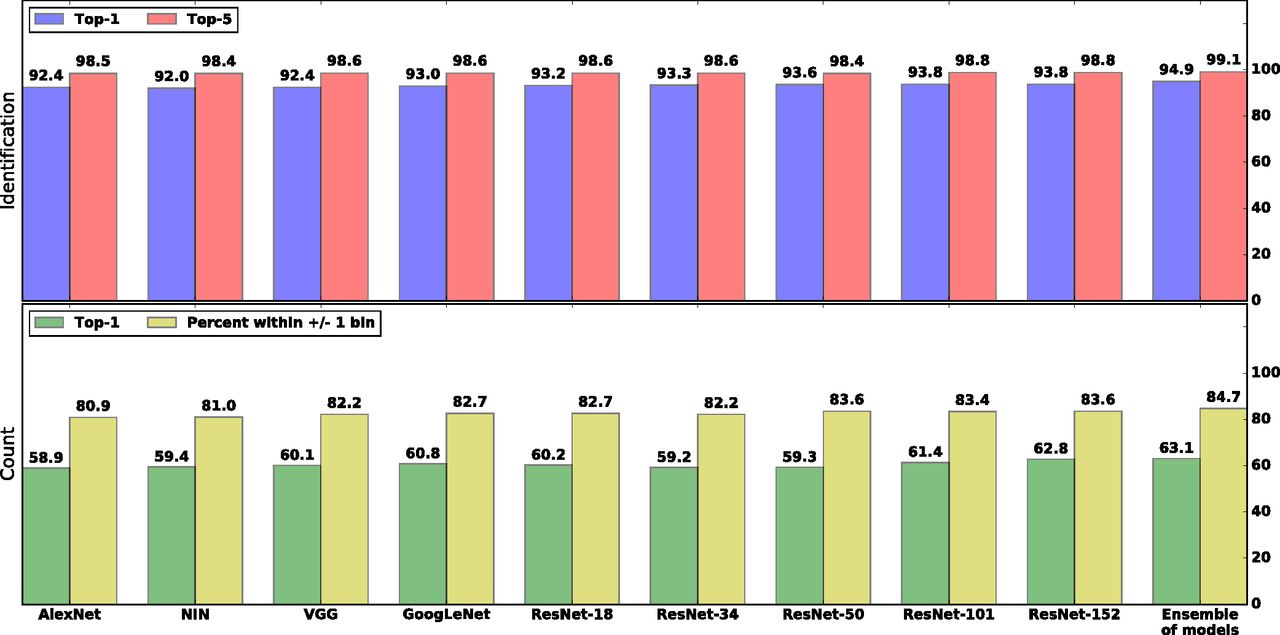 Top-1 Top-5
92.4 98.5 92.0 98.4 92.4 98.6 93.0 98.6 93.2 98.6 93.3 98.6 93.6 98.4 93.8 98.8 93.8 98.8 94.9 99.1
100
80
60
40
20
0
Identification
Top-1 Percent within +/- 1 bin
58.9 80.9 59.4 81.0 60.1 82.2 60.8 82.7 60.2 82.7 59.2 82.2 59.3 83.6 61.4 83.4 62.8 83.6 63.1 84.7
100
80
60
40
20
0
Count
AlexNet NIN VGG GoogLeNet ResNet-18 ResNet-34 ResNet-50 ResNet-101 ResNet-152 Ensemble
of models